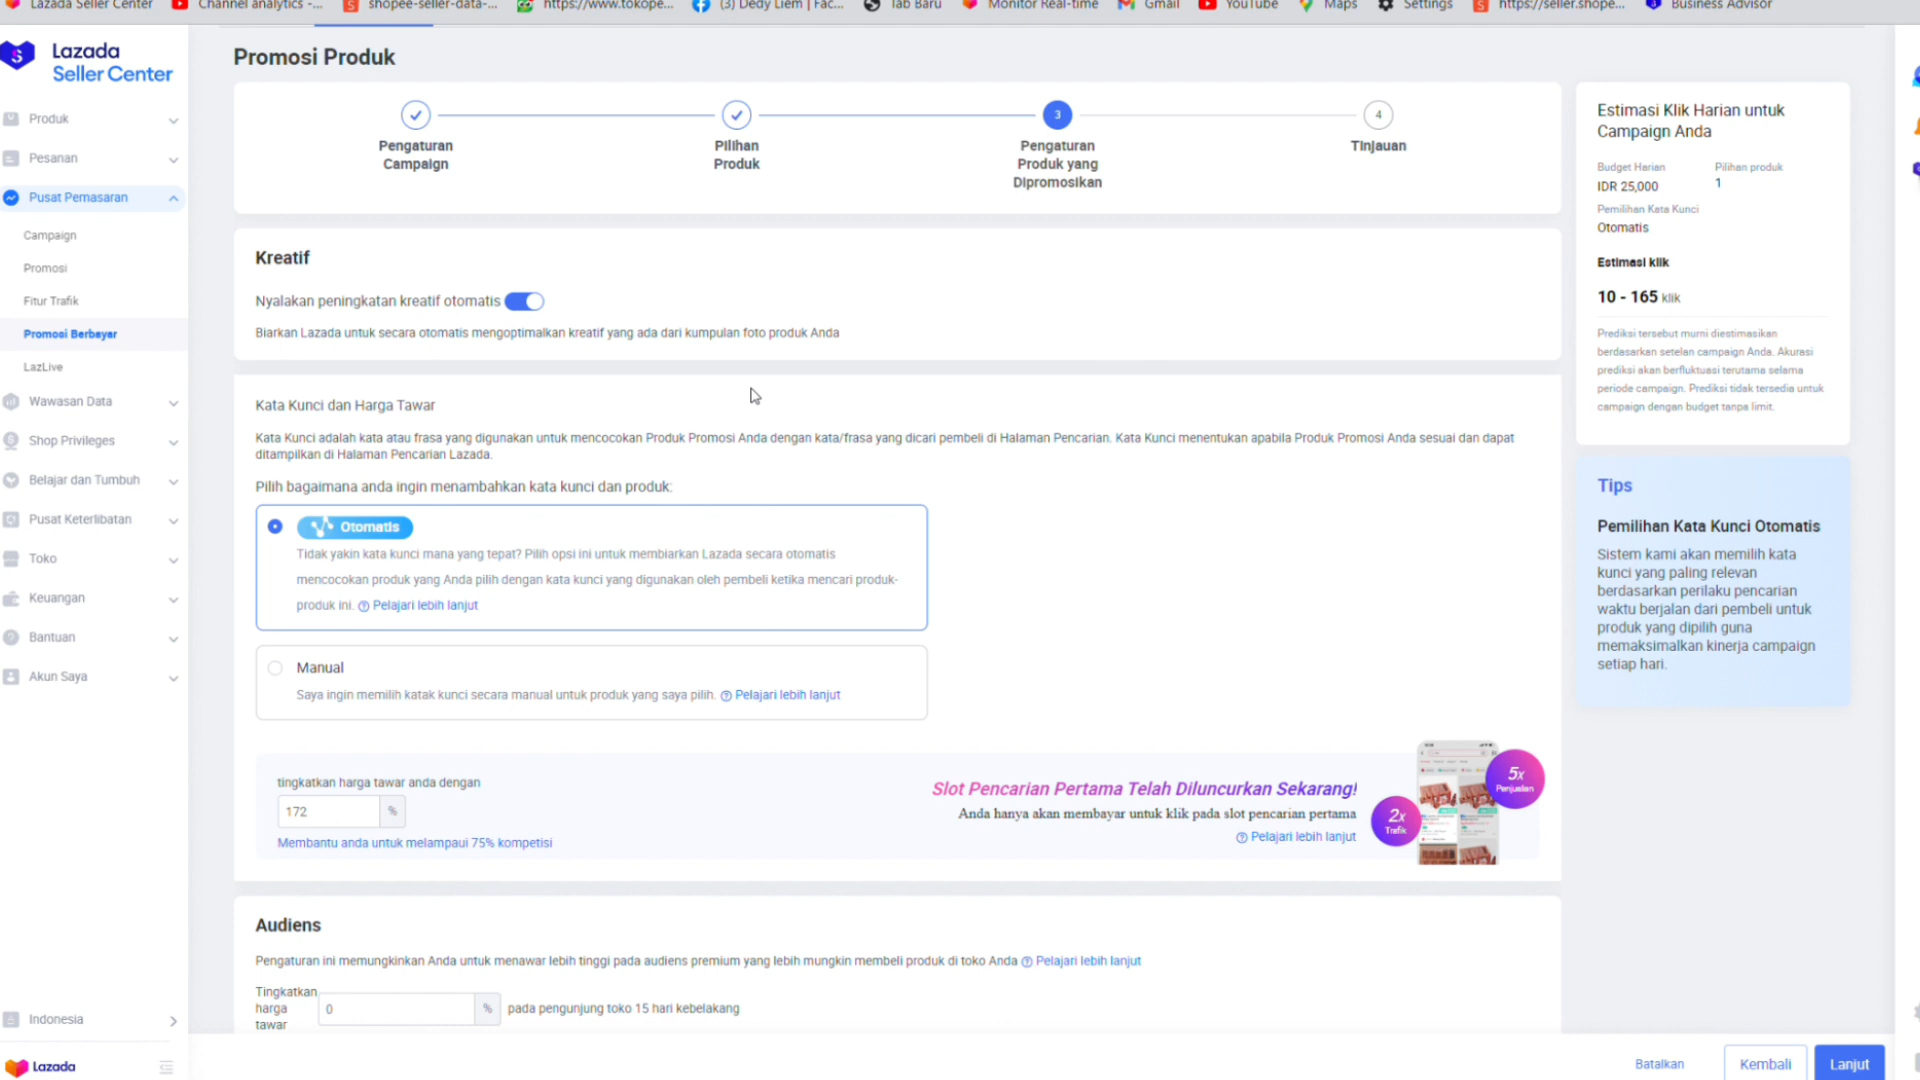 Lazada Seller Center
Channel analytics -...
shopee-seller-data-...
https://www.tokope...
(3) Dedy Liem | Fac...
Tab Baru
Monitor Real-time
Gmail
YouTube
Maps
Settings
https://seller.shope...
Business Advisor
Lazada
Seller Center
Produk
Pesanan
Pusat Pemasaran
Campaign
Promosi
Fitur Trafik
Promosi Berbayar
LazLive
Wawasan Data
Shop Privileges
Belajar dan Tumbuh
Pusat Keterlibatan
Toko
Keuangan
Bantuan
Akun Saya
Indonesia
Lazada
Promosi Produk
Pengaturan
Campaign
Pilihan
Produk
3
Pengaturan
Produk yang
Dipromosikan
4
Tinjauan
Kreatif
Nyalakan peningkatan kreatif otomatis
Biarkan Lazada untuk secara otomatis mengoptimalkan kreatif yang ada dari kumpulan foto produk Anda
Kata Kunci dan Harga Tawar
Kata Kunci adalah kata atau frasa yang digunakan untuk mencocokan Produk Promosi Anda dengan kata/frasa yang dicari pembeli di Halaman Pencarian. Kata Kunci menentukan apabila Produk Promosi Anda sesuai dan dapat
ditampilkan di Halaman Pencarian Lazada.
Pilih bagaimana anda ingin menambahkan kata kunci dan produk:
Otomatis
Tidak yakin kata kunci mana yang tepat? Pilih opsi ini untuk membiarkan Lazada secara otomatis
mencocokan produk yang Anda pilih dengan kata kunci yang digunakan oleh pembeli ketika mencari produk-
produk ini. Pelajari lebih lanjut
Manual
Saya ingin memilih katak kunci secara manual untuk produk yang saya pilih. Pelajari lebih lanjut
tingkatkan harga tawar anda dengan
172 %
Membantu anda untuk melampaui 75% kompetisi
Slot Pencarian Pertama Telah Diluncurkan Sekarang!
Anda hanya akan membayar untuk klik pada slot pencarian pertama
Pelajari lebih lanjut
2x
Trafik
5x
Penjualan
Audiens
Pengaturan ini memungkinkan Anda untuk menawar lebih tinggi pada audiens premium yang lebih mungkin membeli produk di toko Anda Pelajari lebih lanjut
Tingkatkan
harga
tawar
0 %
pada pengunjung toko 15 hari kebelakang
Estimasi Klik Harian untuk
Campaign Anda
Budget Harian
IDR 25,000
Pilihan produk
1
Pemilihan Kata Kunci
Otomatis
Estimasi klik
10 - 165 klik
Prediksi tersebut murni diestimasikan
berdasarkan setelan campaign Anda. Akurasi
prediksi akan berfluktuasi terutama selama
periode campaign. Prediksi tidak tersedia untuk
campaign dengan budget tanpa limit.
Tips
Pemilihan Kata Kunci Otomatis
Sistem kami akan memilih kata
kunci yang paling relevan
berdasarkan perilaku pencarian
waktu berjalan dari pembeli untuk
produk yang dipilih guna
memaksimalkan kinerja campaign
setiap hari.
Batalkan
Kembali
Lanjut